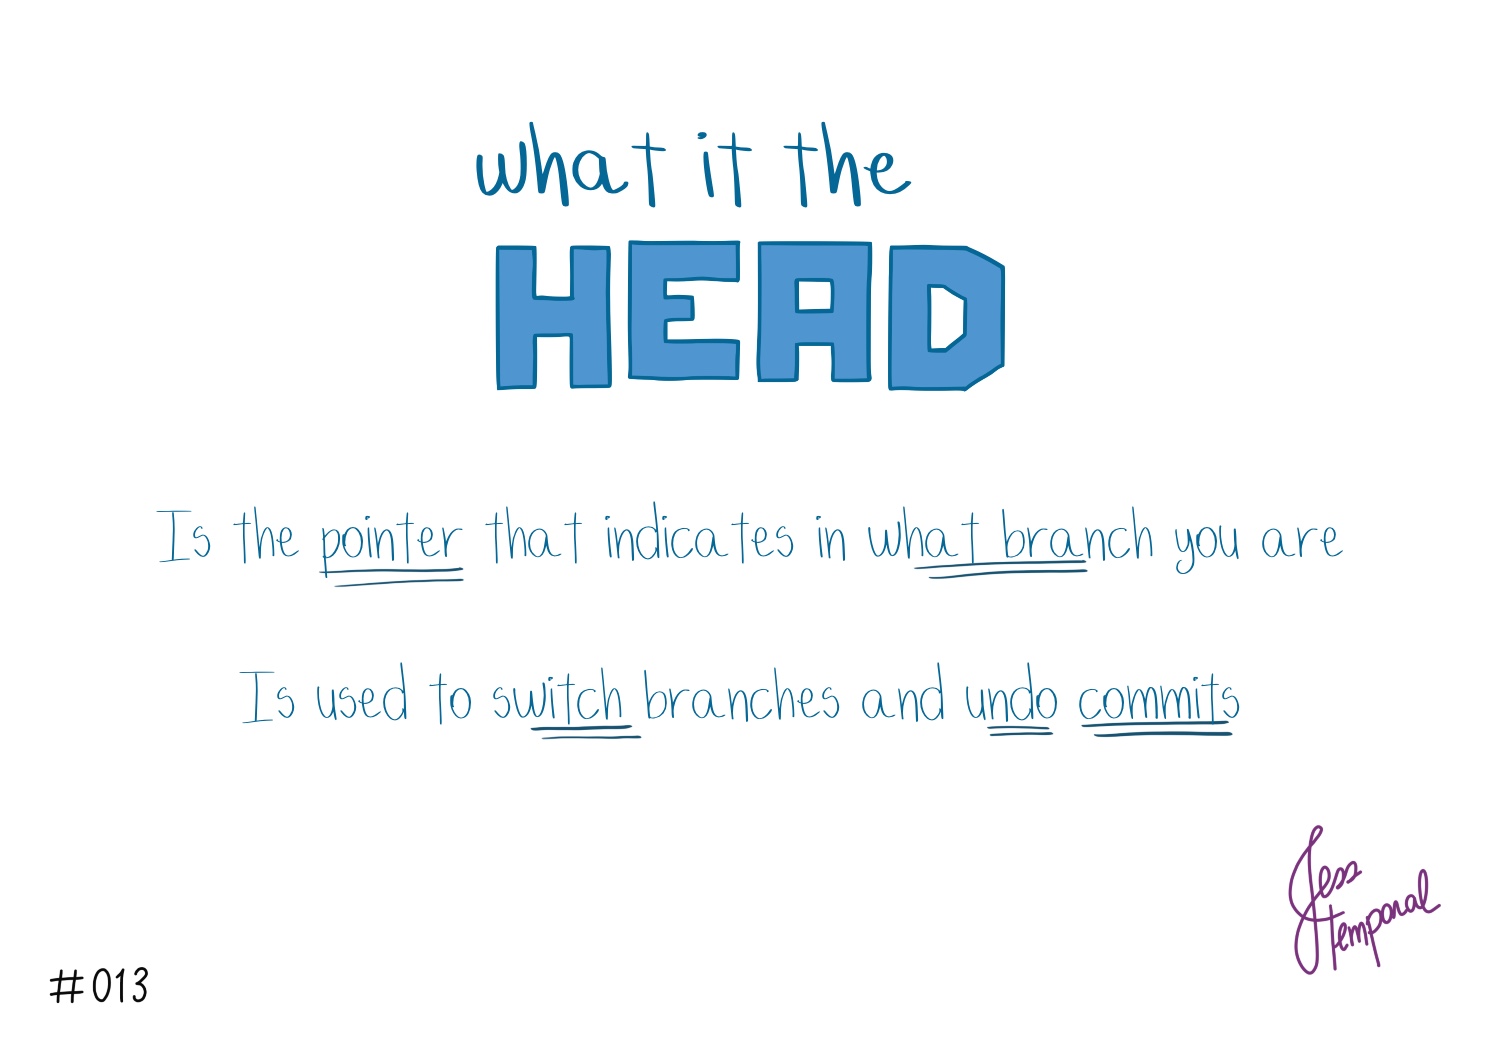 what it the
HEAD
Is the pointer that indicates in what branch you are
Is used to switch branches and undo commits
Jess
temporal
#013